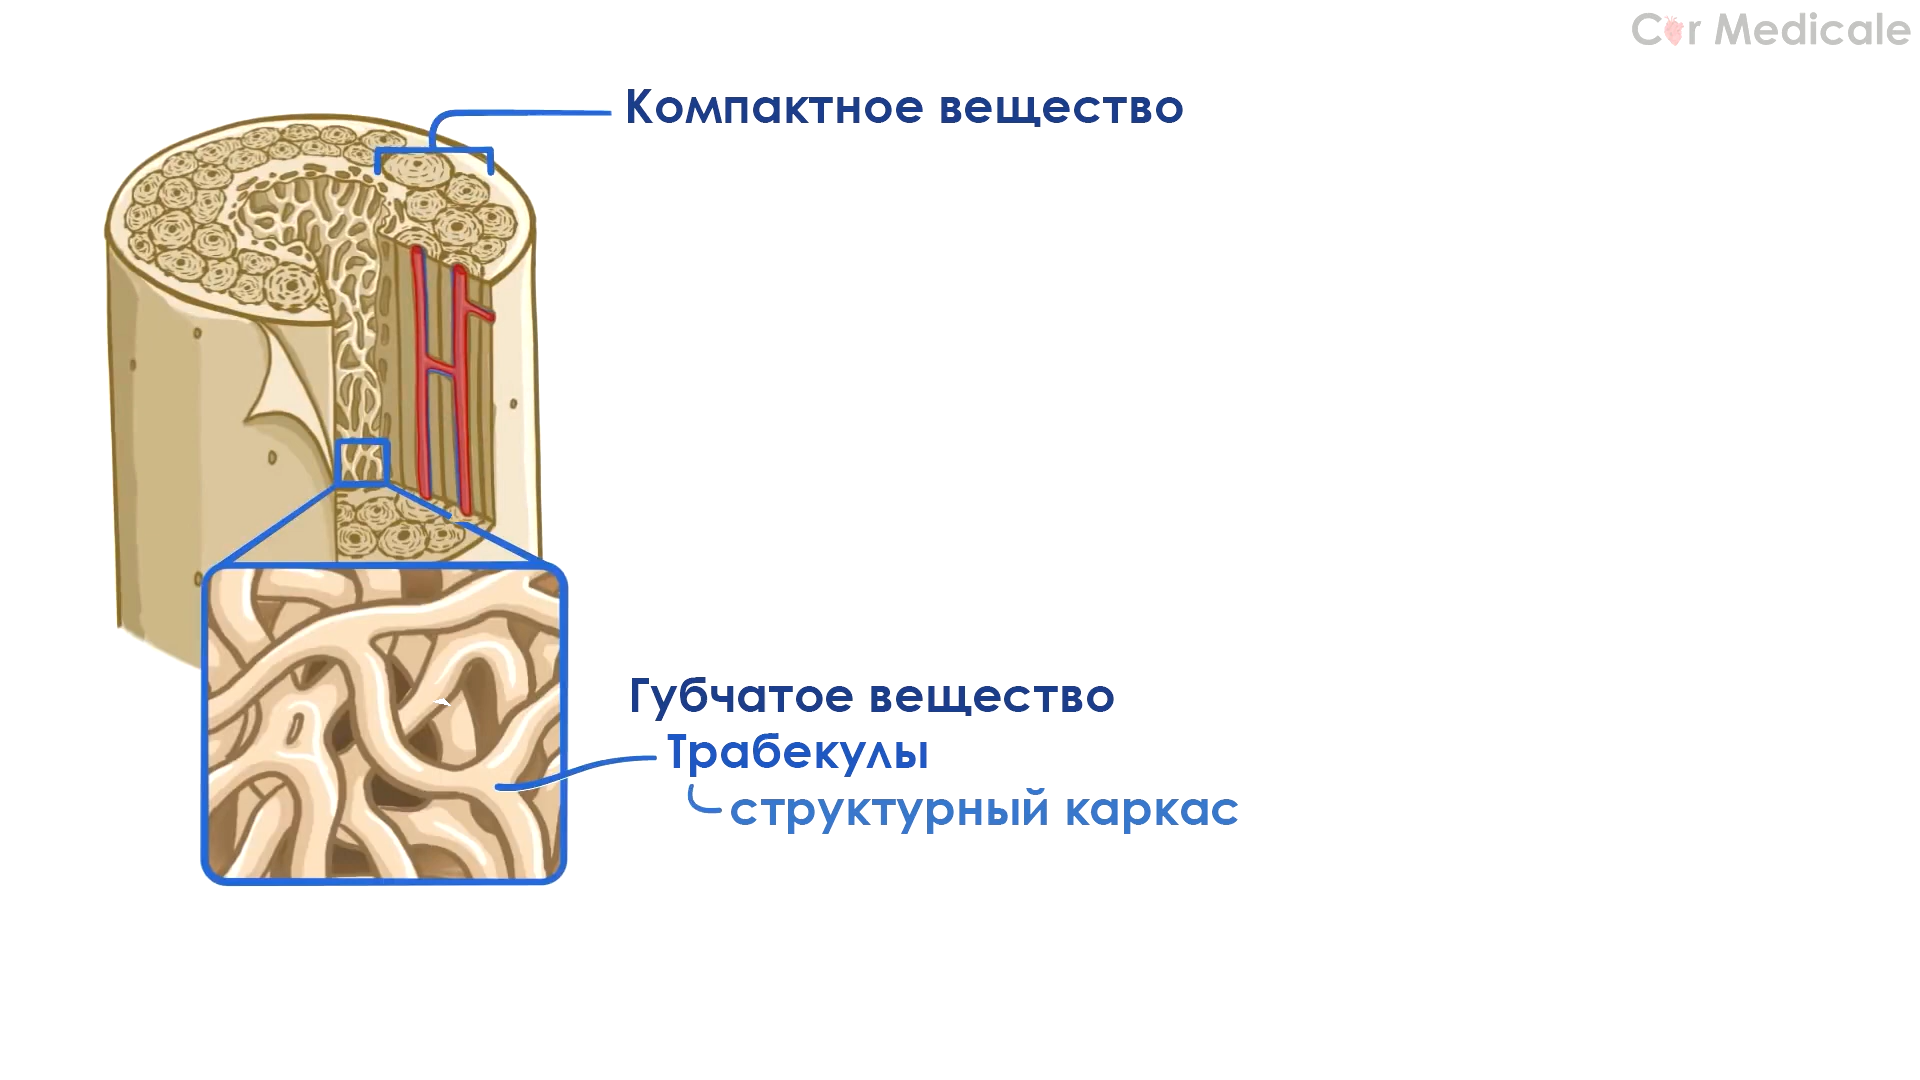 Cor Medicale
Компактное вещество
Губчатое вещество
Трабекулы
структурный каркас